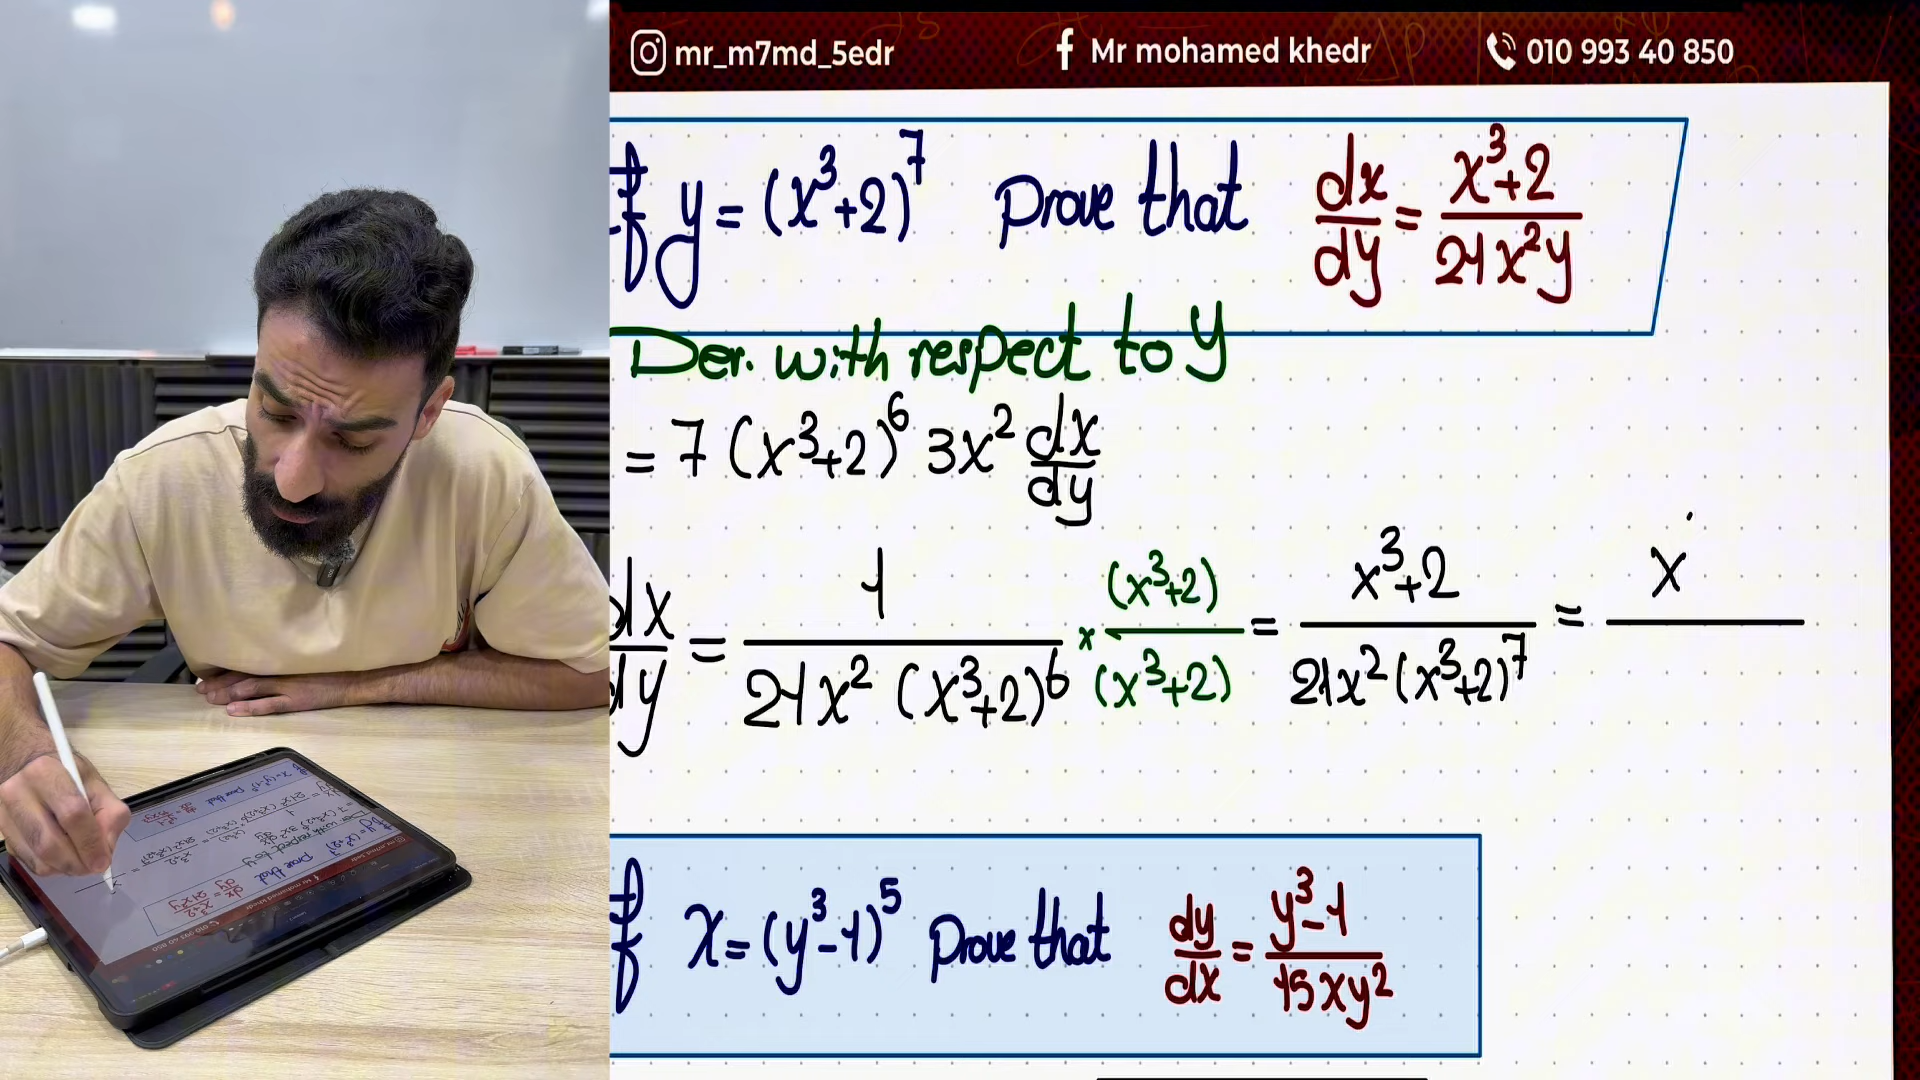 mr_m7md_5edr Mr mohamed khedr 010 993 40 850
If y = (x³+2)⁷ prove that dx/dy = x³+2 / 21x²y
Der. with respect to y
= 7 (x³+2)⁶ 3x² dx/dy
dx/dy = 1 / 21x² (x³+2)⁶ × (x³+2) / (x³+2) = x³+2 / 21x² (x³+2)⁷ = x
If x = (y³-1)⁵ prove that dy/dx = y³-1 / 15xy²